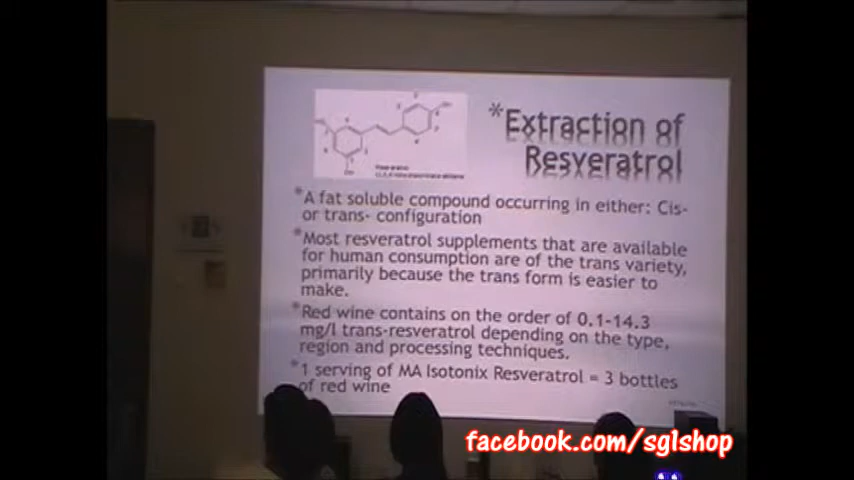 *Extraction of
Resveratrol
*A fat soluble compound occurring in either: Cis-
or trans- configuration
*Most resveratrol supplements that are available
for human consumption are of the trans variety,
primarily because the trans form is easier to
make.
*Red wine contains on the order of 0.1-14.3
mg/l trans-resveratrol depending on the type,
region and processing techniques.
*1 serving of MA Isotonix Resveratrol = 3 bottles
of red wine
facebook.com/sglshop